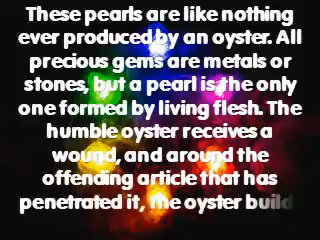 These pearls are like nothing
ever produced by an oyster. All
precious gems are metals or
stones, but a pearl is the only
one formed by living flesh. The
humble oyster receives a
wound, and around the
offending article that has
penetrated it, the oyster build